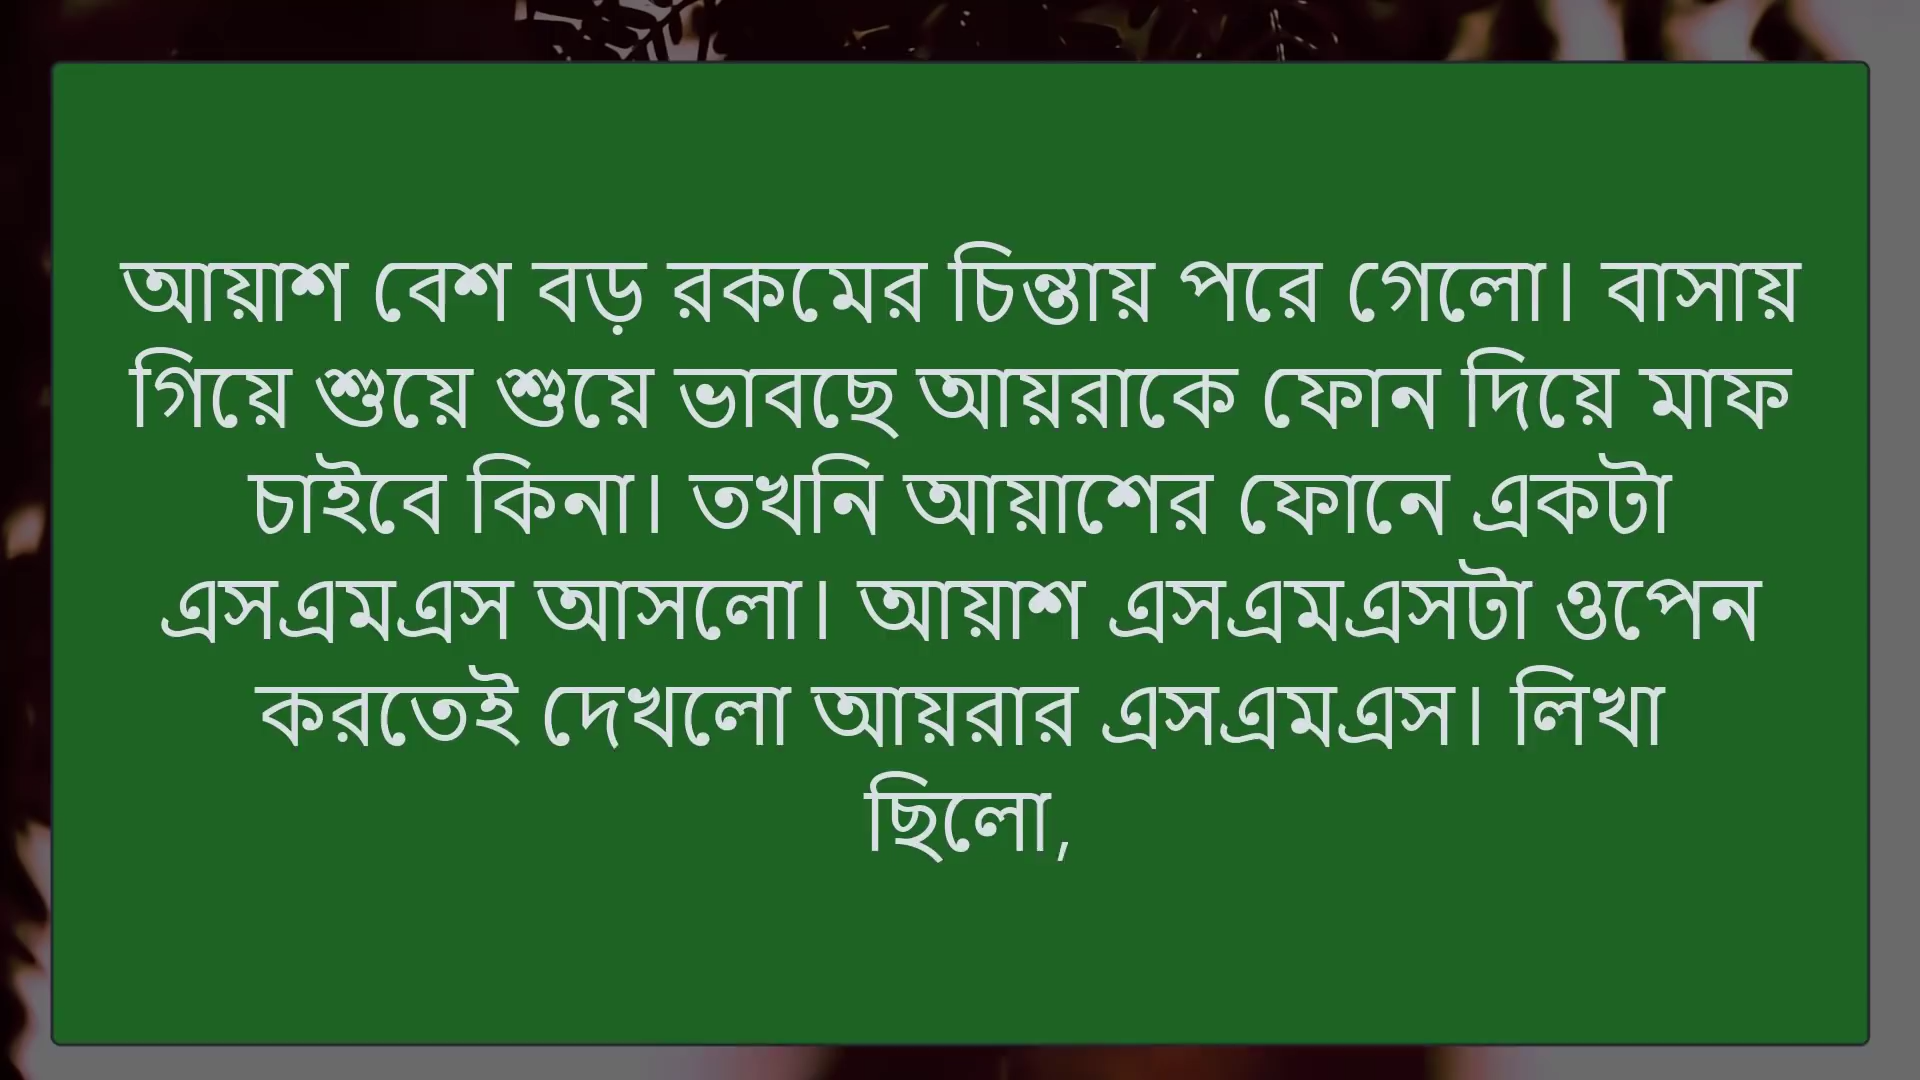 আয়াশ বেশ বড় রকমের চিন্তায় পরে গেলো। বাসায়
গিয়ে শুয়ে শুয়ে ভাবছে আয়রাকে ফোন দিয়ে মাফ
চাইবে কিনা। তখনি আয়াশের ফোনে একটা
এসএমএস আসলো। আয়াশ এসএমএসটা ওপেন
করতেই দেখলো আয়রার এসএমএস। লিখা
ছিলো,